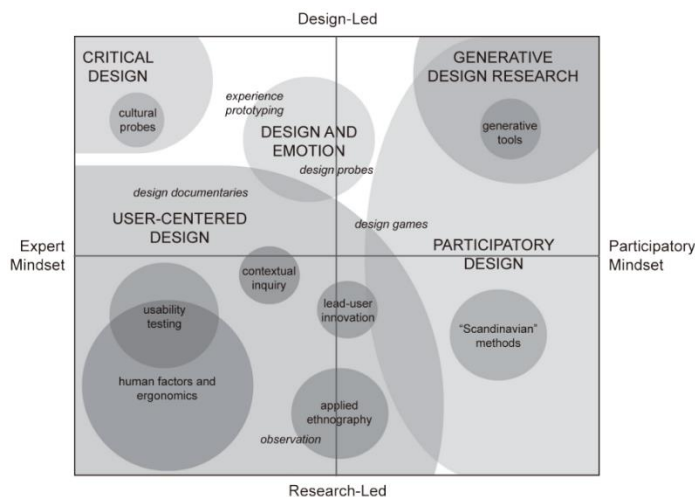 Design-Led
CRITICAL
DESIGN
cultural
probes
experience
prototyping
DESIGN AND
EMOTION
design probes
GENERATIVE
DESIGN RESEARCH
generative
tools
design documentaries
USER-CENTERED
DESIGN
design games
Expert
Mindset
PARTICIPATORY
DESIGN
Participatory
Mindset
contextual
inquiry
usability
testing
lead-user
innovation
“Scandinavian”
methods
human factors and
ergonomics
applied
ethnography
observation
Research-Led